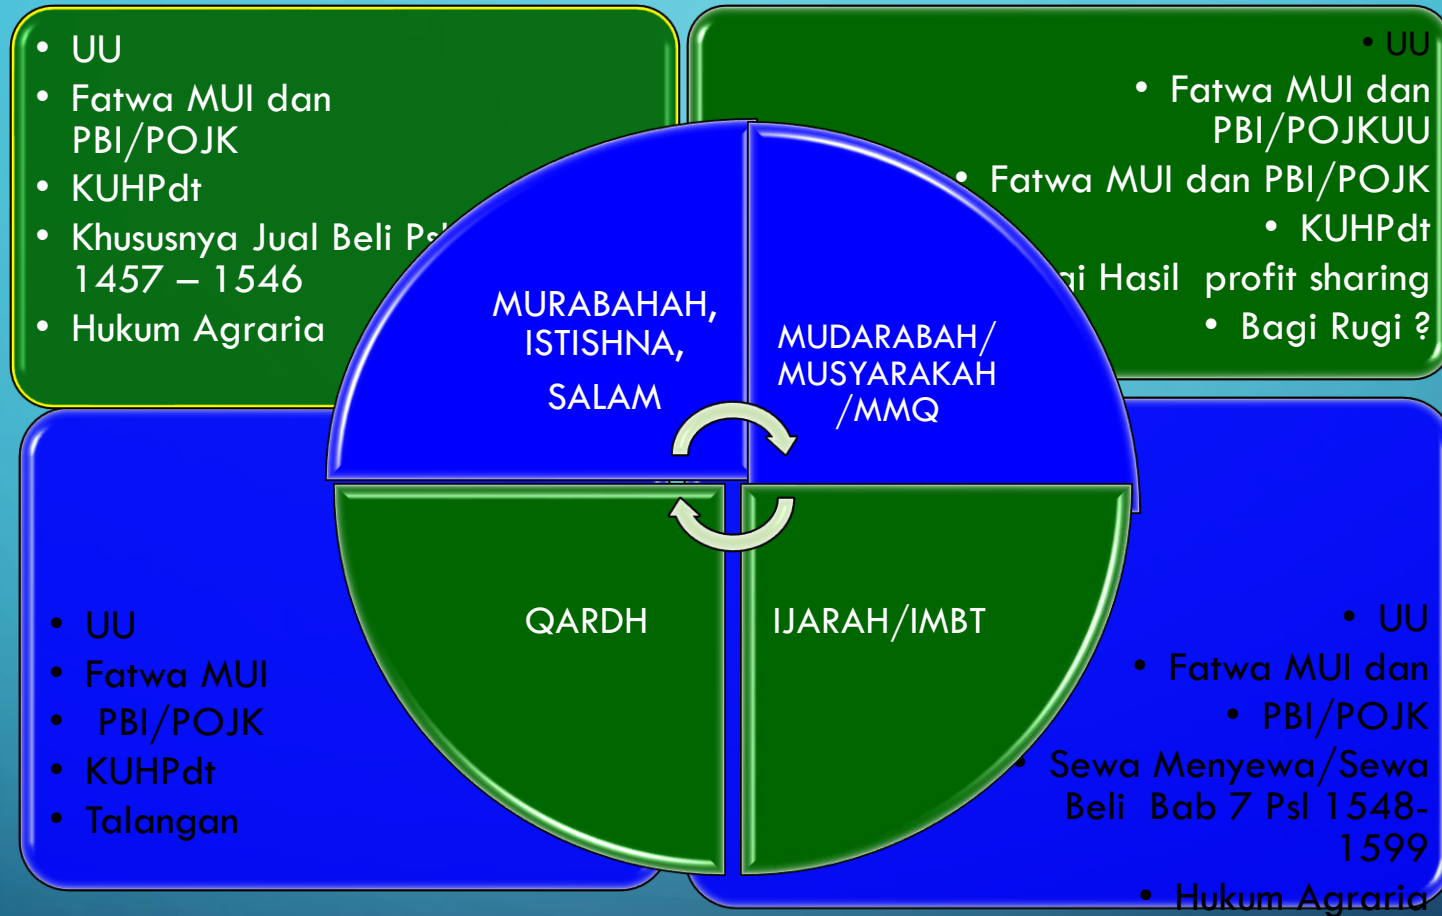 • UU
• Fatwa MUI dan
PBI/POJK
• KUHPdt
• Khususnya Jual Beli
1457 – 1546
• Hukum Agraria
• UU
• Fatwa MUI dan
PBI/POJKUU
• Fatwa MUI dan PBI/POJK
• KUHPdt
Hasil profit sharing
• Bagi Rugi ?
MURABAHAH,
ISTISHNA,
SALAM
MUDARABAH/
MUSYARAKAH
/MMQ
QARDH
IJARAH/IMBT
• UU
• Fatwa MUI
• PBI/POJK
• KUHPdt
• Talangan
• UU
• Fatwa MUI dan
• PBI/POJK
• Sewa Menyewa/Sewa
Beli Bab 7 Psl 1548-
1599
• Hukum Agraria